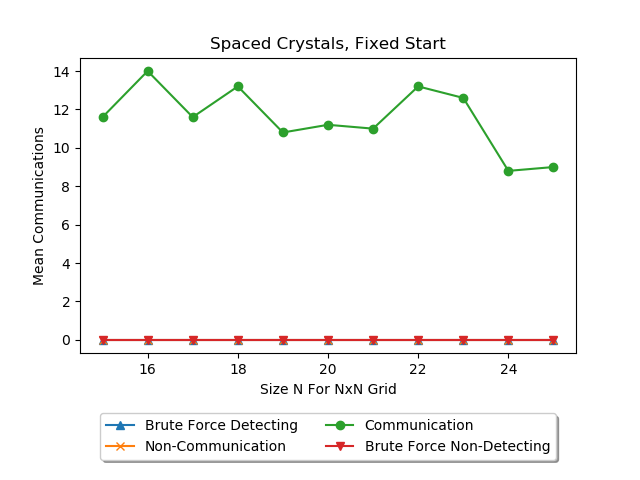 Spaced Crystals, Fixed Start
Mean Communications
14
12
10
8
6
4
2
0
16 18 20 22 24
Size N For NxN Grid
Brute Force Detecting Communication
Non-Communication Brute Force Non-Detecting